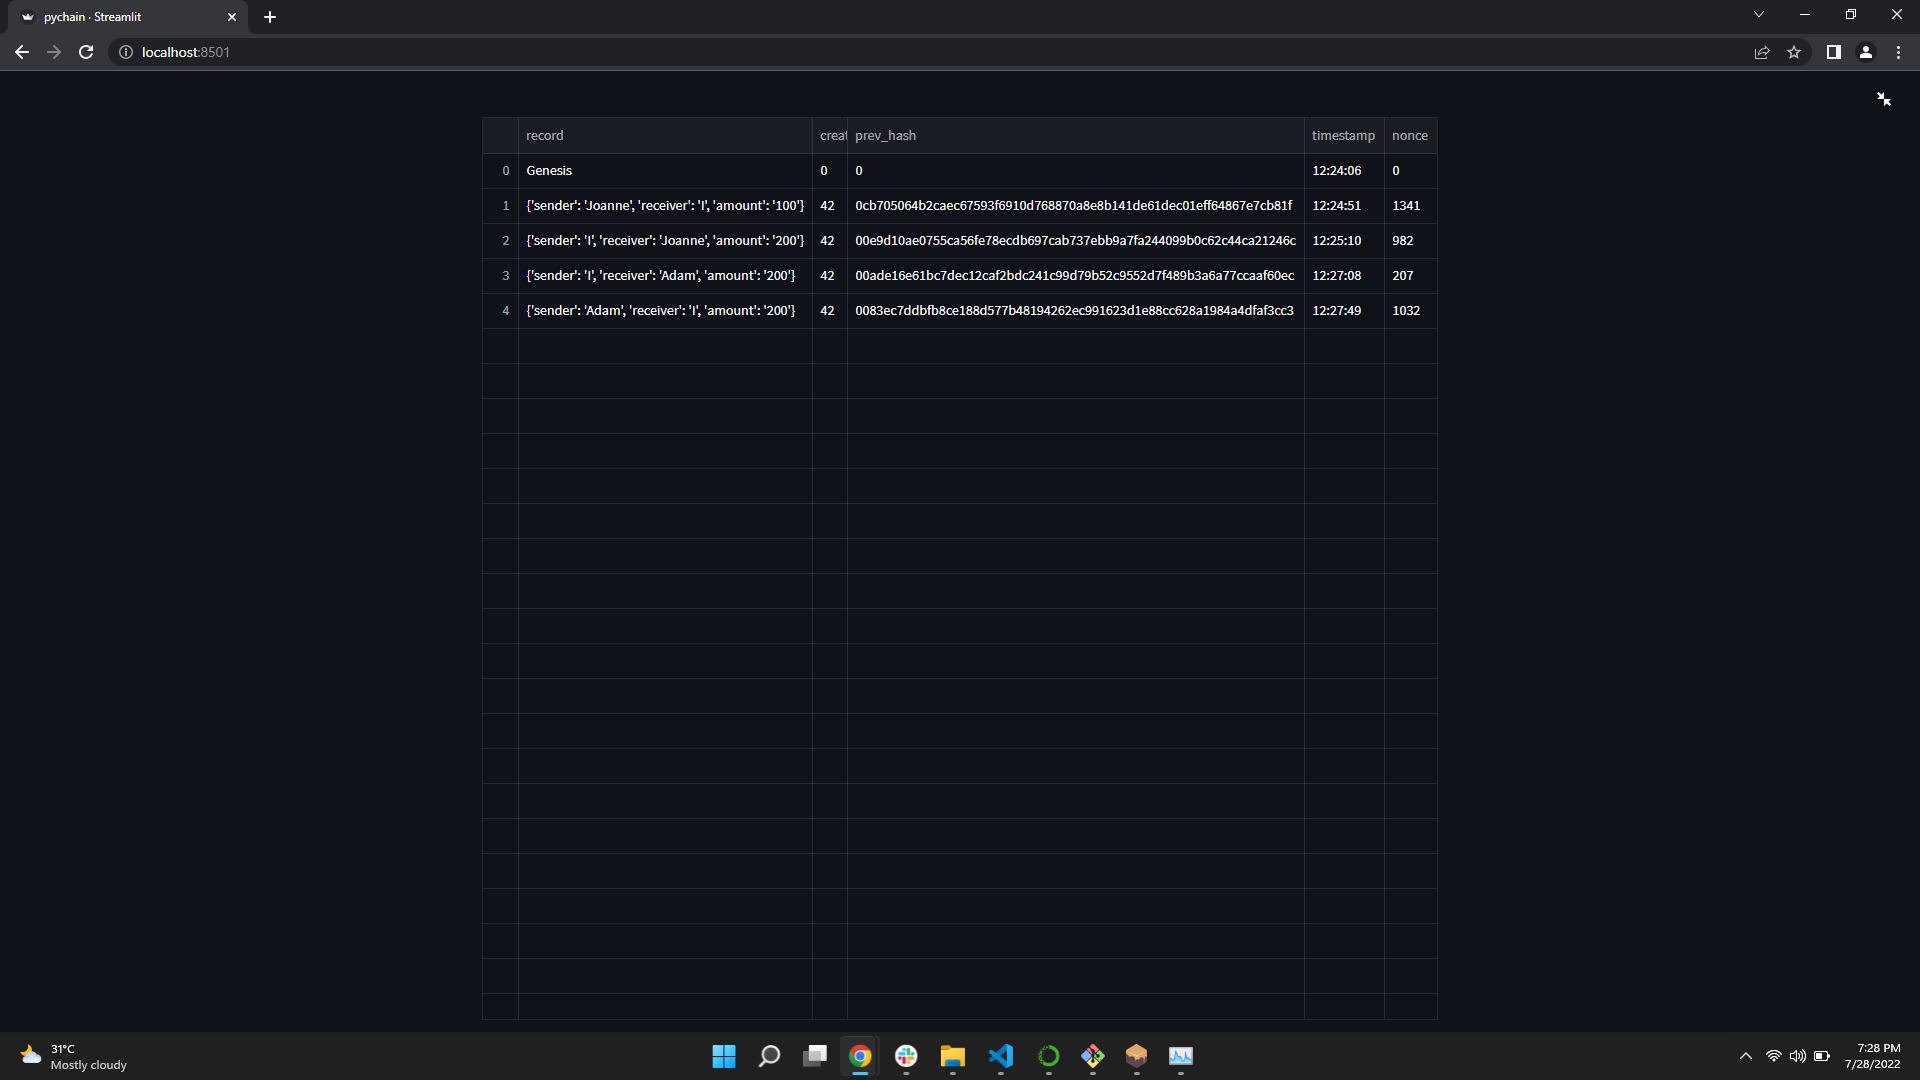 pychain · Streamlit
localhost:8501
record creat prev_hash timestamp nonce
0 Genesis 0 0 12:24:06 0
1 {'sender': 'Joanne', 'receiver': 'I', 'amount': '100'} 42 0cb705064b2caec67593f6910d768870a8e8b141de61dec01eff64867e7cb81f 12:24:51 1341
2 {'sender': 'I', 'receiver': 'Joanne', 'amount': '200'} 42 00e9d10ae0755ca56fe78ecdb697cab737ebb9a7fa244099b0c62c44ca21246c 12:25:10 982
3 {'sender': 'I', 'receiver': 'Adam', 'amount': '200'} 42 00ade16e61bc7dec12caf2bdc241c99d79b52c9552d7f489b3a6a77ccaaf60ec 12:27:08 207
4 {'sender': 'Adam', 'receiver': 'I', 'amount': '200'} 42 0083ec7ddbfb8ce188d577b48194262ec991623d1e88cc628a1984a4dfaf3cc3 12:27:49 1032
31°C
Mostly cloudy
7:28 PM
7/28/2022